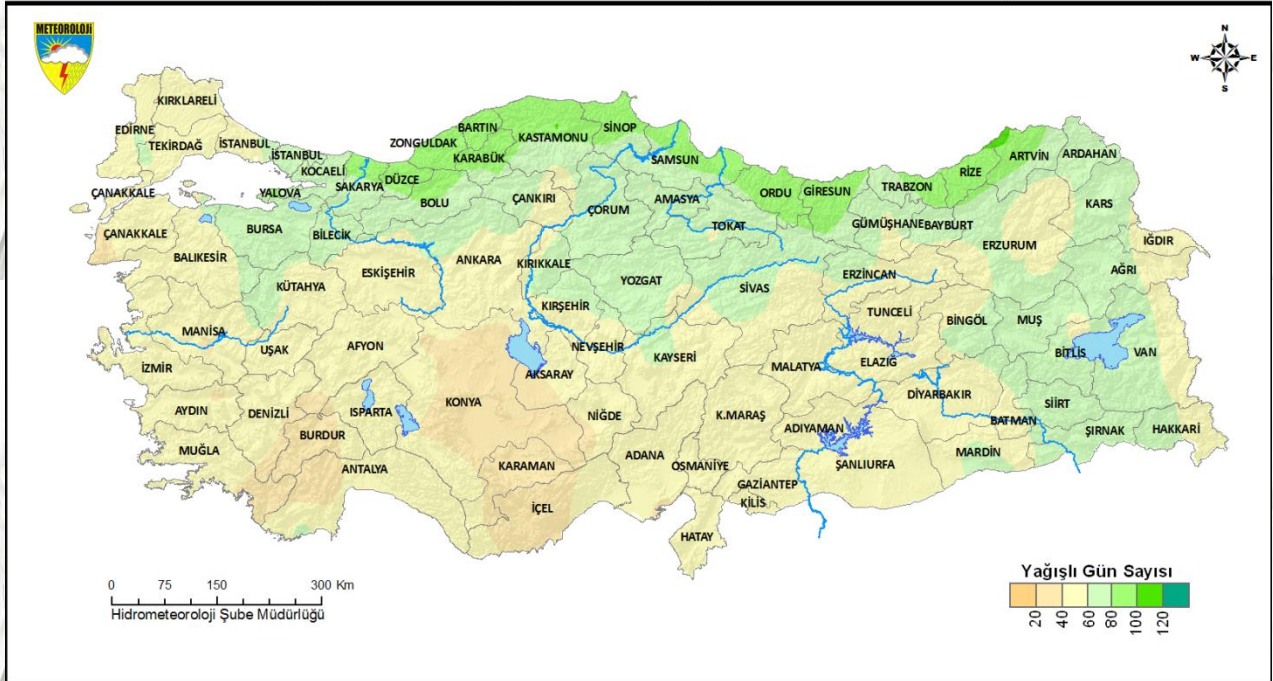 METEOROLOJİ
N
W E
S
KIRKLARELİ
EDİRNE
TEKİRDAĞ
İSTANBUL
İSTANBUL
KOCAELİ
YALOVA
SAKARYA
DÜZCE
ZONGULDAK
BARTIN
KARABÜK
KASTAMONU
SİNOP
SAMSUN
ORDU
GİRESUN
TRABZON
RİZE
ARTVİN
ARDAHAN
ÇANAKKALE
ÇANAKKALE
BALIKESİR
BURSA
BİLECİK
BOLU
ÇANKIRI
ÇORUM
AMASYA
TOKAT
GÜMÜŞHANE
BAYBURT
ERZURUM
KARS
IĞDIR
AĞRI
KÜTAHYA
ESKİŞEHİR
ANKARA
KIRIKKALE
YOZGAT
SİVAS
ERZİNCAN
TUNCELİ
BİNGÖL
MUŞ
BİTLİS
VAN
MANİSA
UŞAK
AFYON
KIRŞEHİR
NEVŞEHİR
KAYSERİ
MALATYA
ELAZIĞ
DİYARBAKIR
İZMİR
AKSARAY
AYDIN
DENİZLİ
ISPARTA
KONYA
NİĞDE
K.MARAŞ
ADIYAMAN
BATMAN
SİİRT
ŞIRNAK
HAKKARİ
MUĞLA
BURDUR
ANTALYA
KARAMAN
ADANA
OSMANİYE
GAZİANTEP
ŞANLIURFA
MARDİN
İÇEL
KİLİS
HATAY
0 75 150 300 Km
Hidrometeoroloji Şube Müdürlüğü
Yağışlı Gün Sayısı
20 40 60 80 100 120